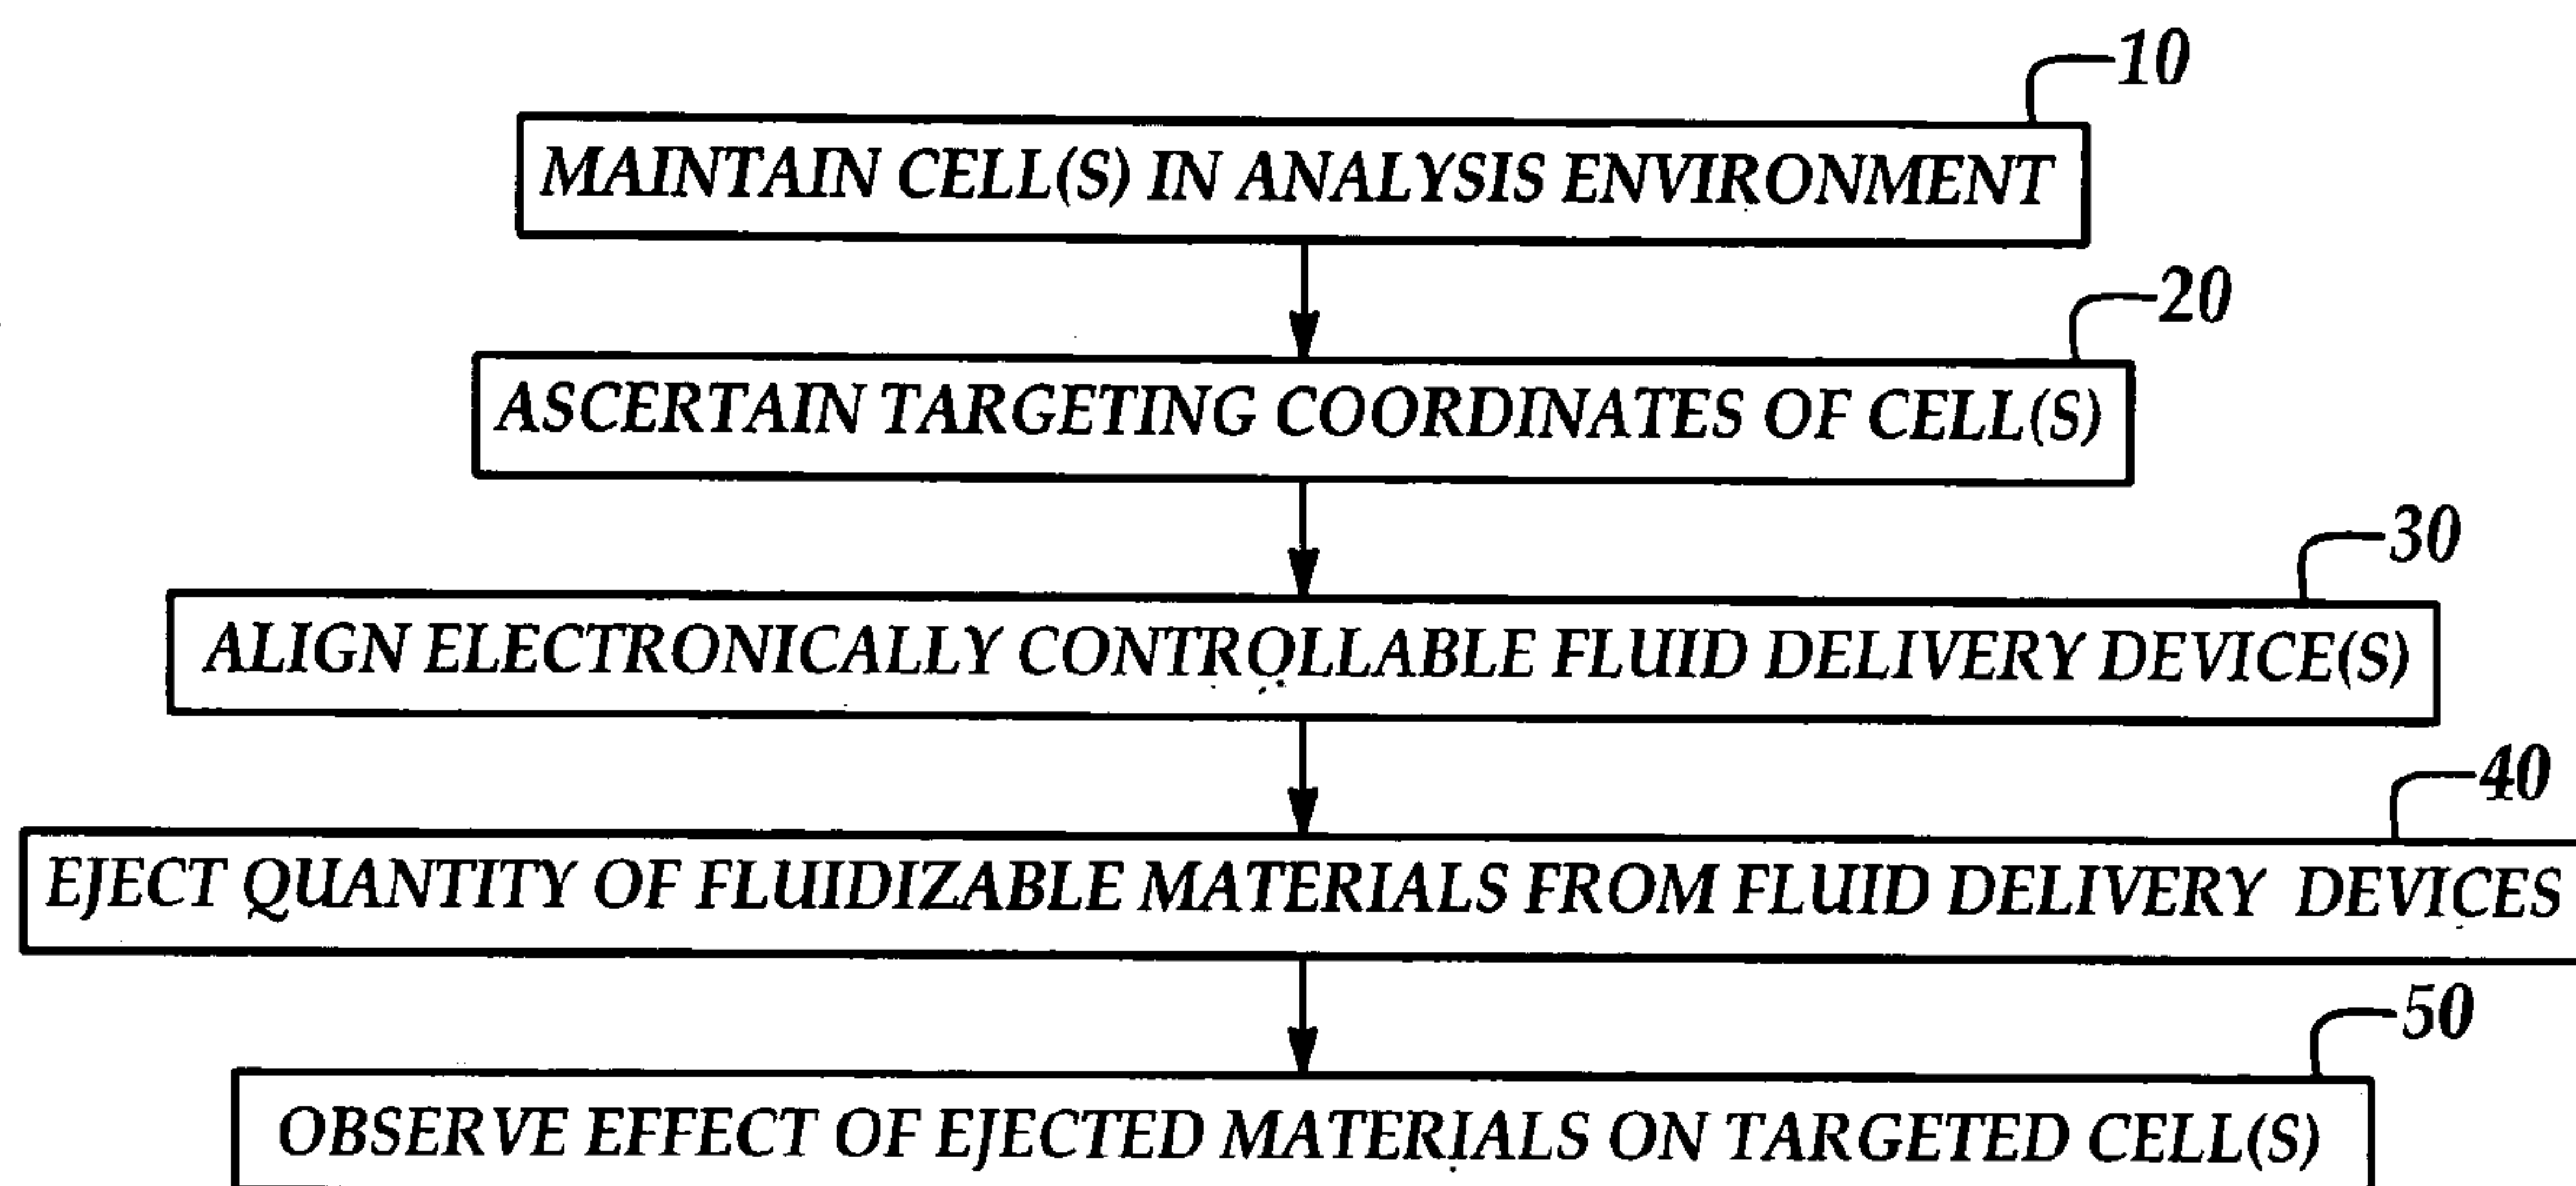 10
MAINTAIN CELL(S) IN ANALYSIS ENVIRONMENT
20
ASCERTAIN TARGETING COORDINATES OF CELL(S)
30
ALIGN ELECTRONICALLY CONTROLLABLE FLUID DELIVERY DEVICE(S)
40
EJECT QUANTITY OF FLUIDIZABLE MATERIALS FROM FLUID DELIVERY DEVICES
50
OBSERVE EFFECT OF EJECTED MATERIALS ON TARGETED CELL(S)